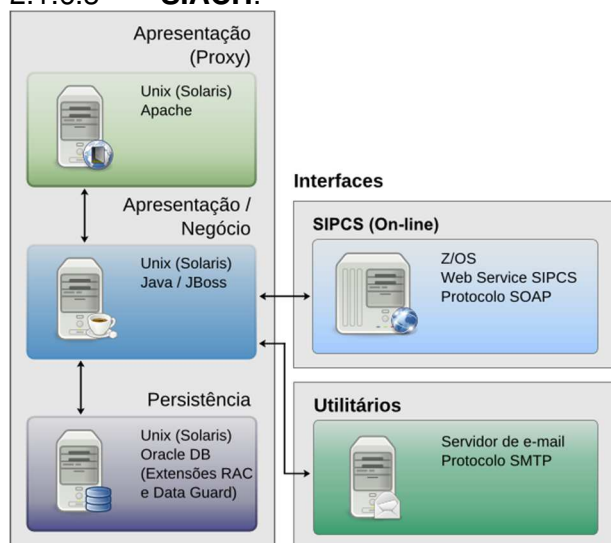 Apresentação
(Proxy)
Unix (Solaris)
Apache
Apresentação /
Negócio
Unix (Solaris)
Java / JBoss
Persistência
Unix (Solaris)
Oracle DB
(Extensões RAC
e Data Guard)
Interfaces
SIPCS (On-line)
Z/OS
Web Service SIPCS
Protocolo SOAP
Utilitários
Servidor de e-mail
Protocolo SMTP